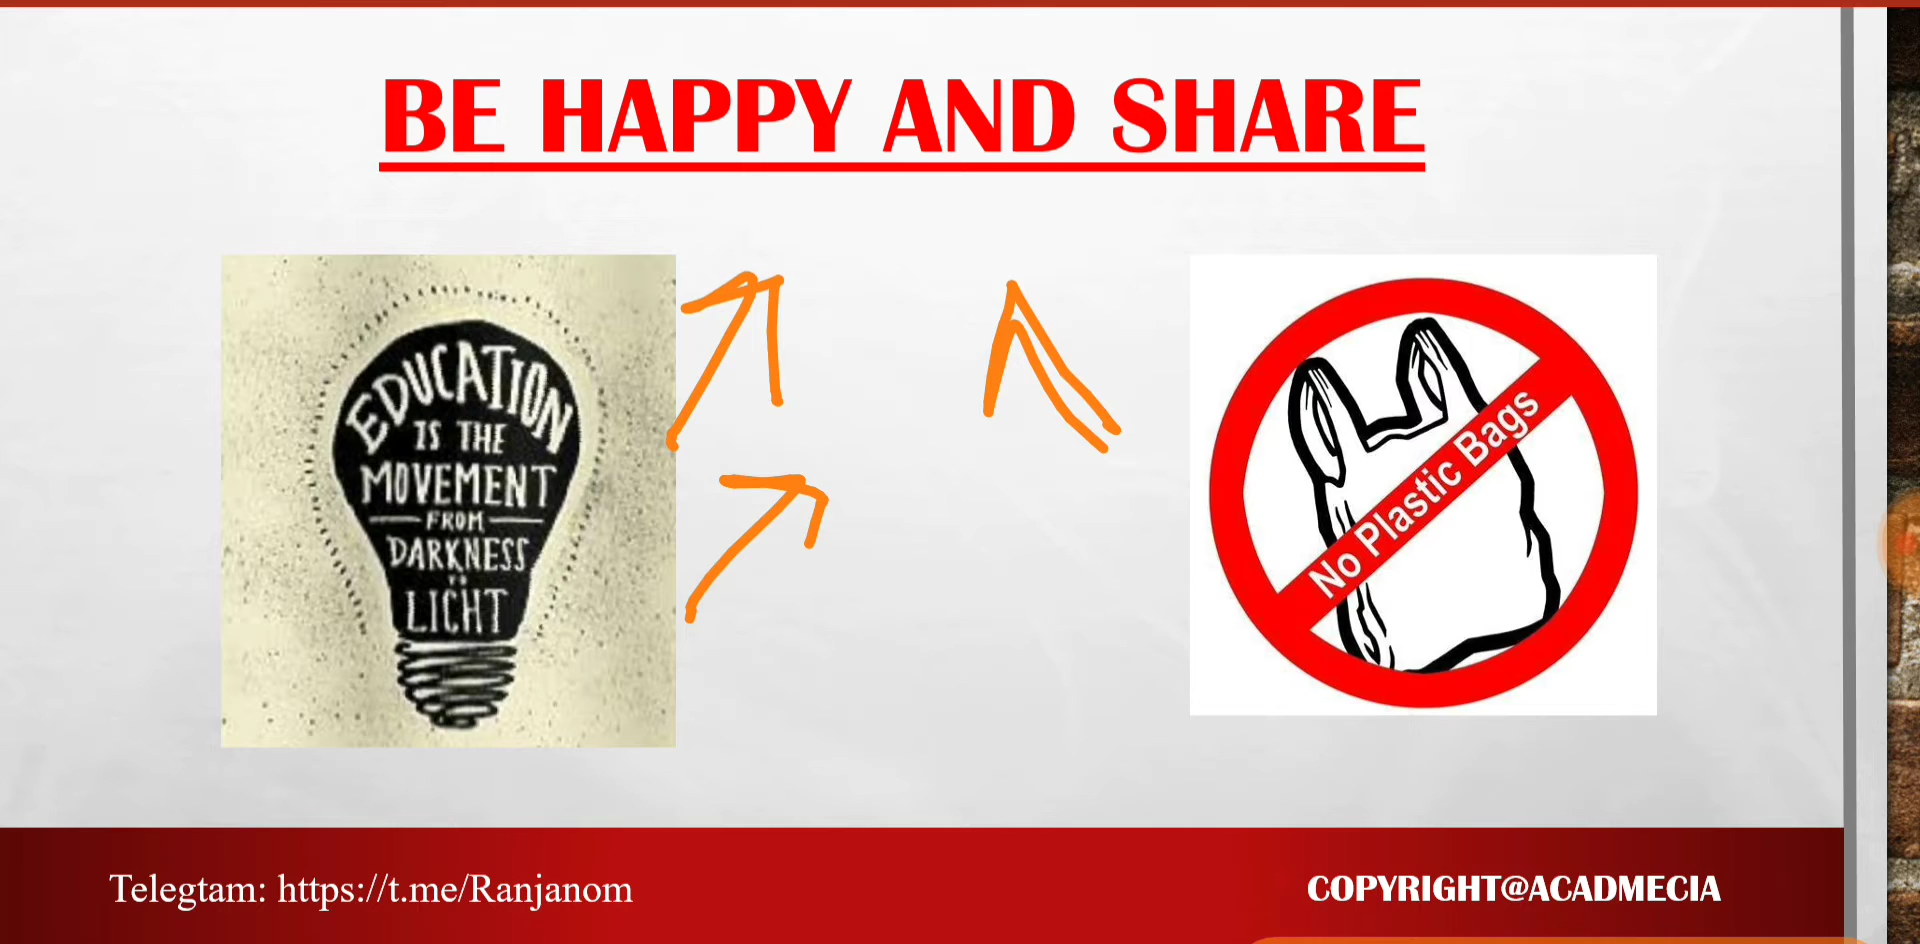 BE HAPPY AND SHARE
EDUCATION
IS THE
MOVEMENT
FROM
DARKNESS
TO
LIGHT
No Plastic Bags
Telegtam: https://t.me/Ranjanom
COPYRIGHT@ACADMECIA